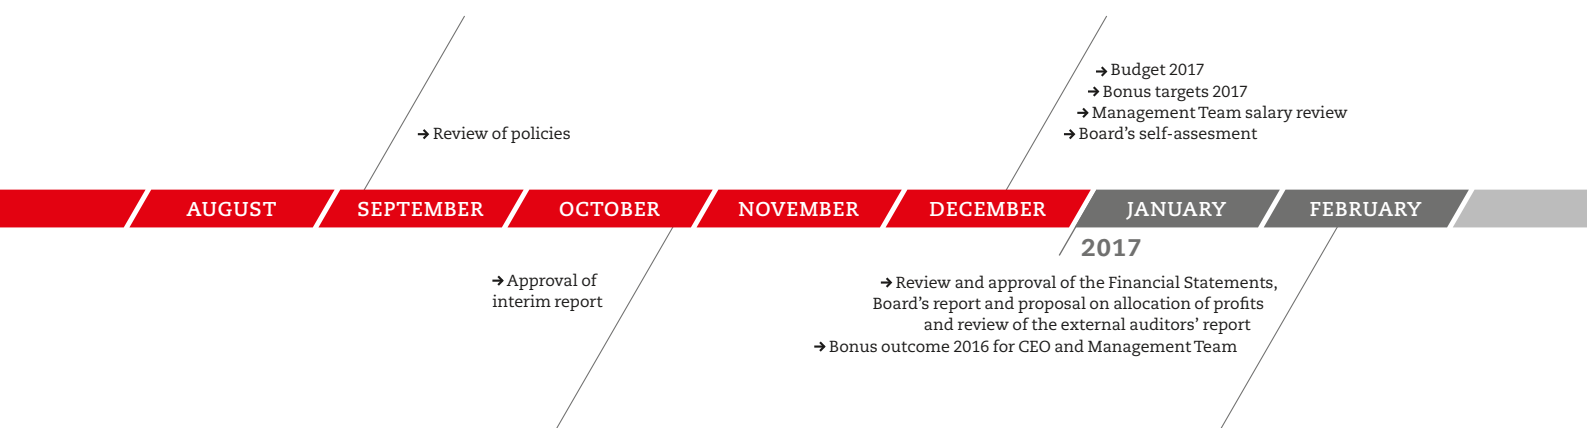 → Budget 2017
→ Bonus targets 2017
→ Management Team salary review
→ Review of policies
→ Board's self-assesment
AUGUST
SEPTEMBER
OCTOBER
NOVEMBER
DECEMBER
JANUARY
FEBRUARY
2017
→ Approval of
interim report
→ Review and approval of the Financial Statements,
Board's report and proposal on allocation of profits
and review of the external auditors' report
→ Bonus outcome 2016 for CEO and Management Team